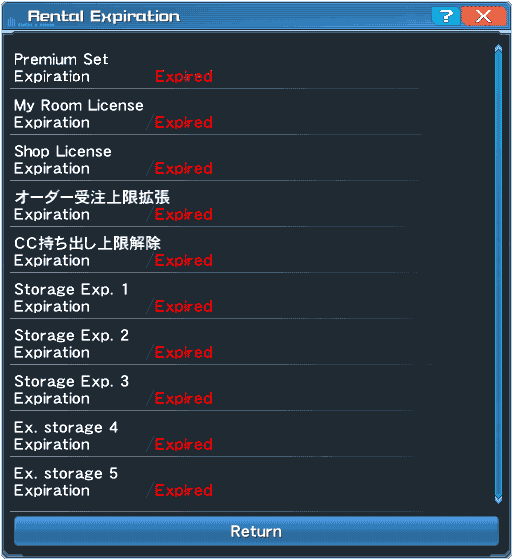 Rental Expiration
?
Premium Set
Expiration Expired
My Room License
Expiration /Expired
Shop License
Expiration /Expired
オーダー受注上限拡張
Expiration /Expired
CC持ち出し上限解除
Expiration /Expired
Storage Exp. 1
Expiration /Expired
Storage Exp. 2
Expiration /Expired
Storage Exp. 3
Expiration /Expired
Ex. storage 4
Expiration /Expired
Ex. storage 5
Expiration /Expired
Return